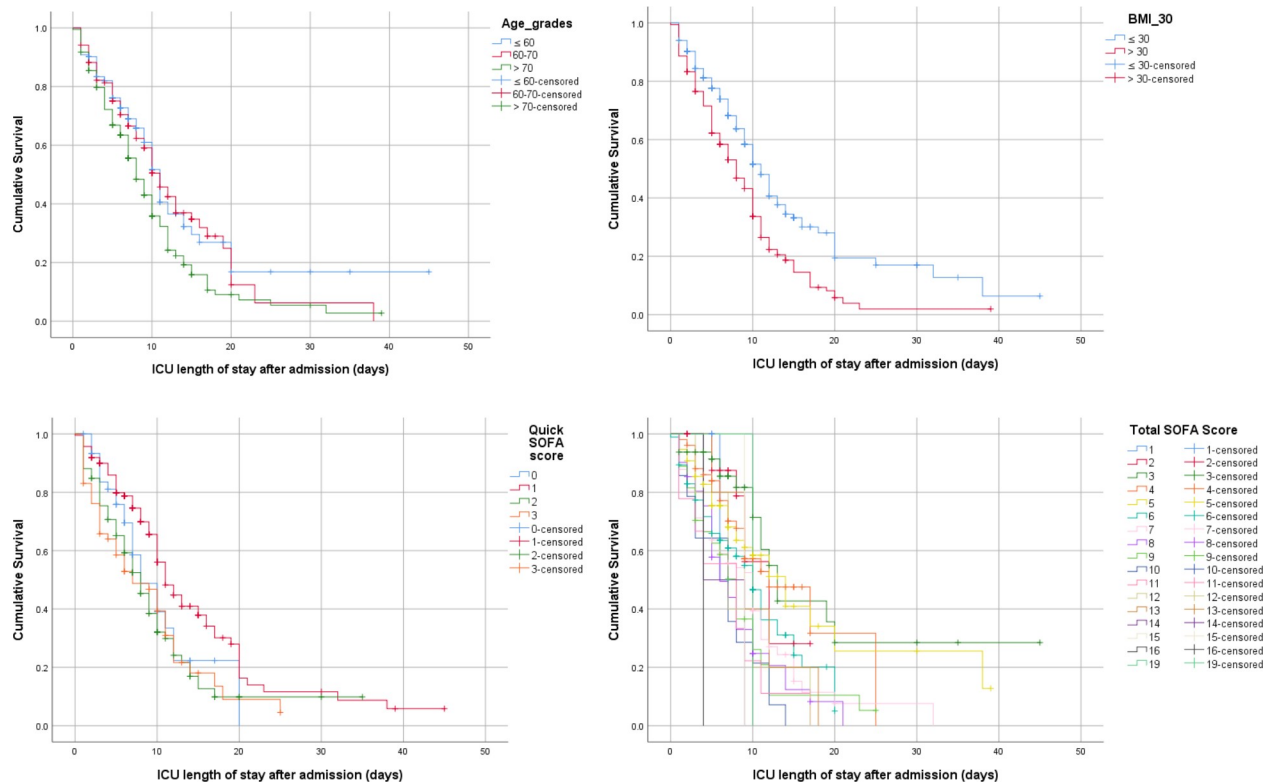 Age_grades
≤ 60
60-70
> 70
≤ 60-censored
60-70-censored
> 70-censored
Cumulative Survival
1.0
0.8
0.6
0.4
0.2
0.0
0 10 20 30 40 50
ICU length of stay after admission (days)
BMI_30
≤ 30
> 30
≤ 30-censored
> 30-censored
Cumulative Survival
1.0
0.8
0.6
0.4
0.2
0.0
0 10 20 30 40 50
ICU length of stay after admission (days)
Quick
SOFA
score
0
1
2
3
0-censored
1-censored
2-censored
3-censored
Cumulative Survival
1.0
0.8
0.6
0.4
0.2
0.0
0 10 20 30 40 50
ICU length of stay after admission (days)
Total SOFA Score
1 1-censored
2 2-censored
3 3-censored
4 4-censored
5 5-censored
6 6-censored
7 7-censored
8 8-censored
9 9-censored
10 10-censored
11 11-censored
12 12-censored
13 13-censored
14 14-censored
15 15-censored
16 16-censored
19 19-censored
Cumulative Survival
1.0
0.8
0.6
0.4
0.2
0.0
0 10 20 30 40 50
ICU length of stay after admission (days)